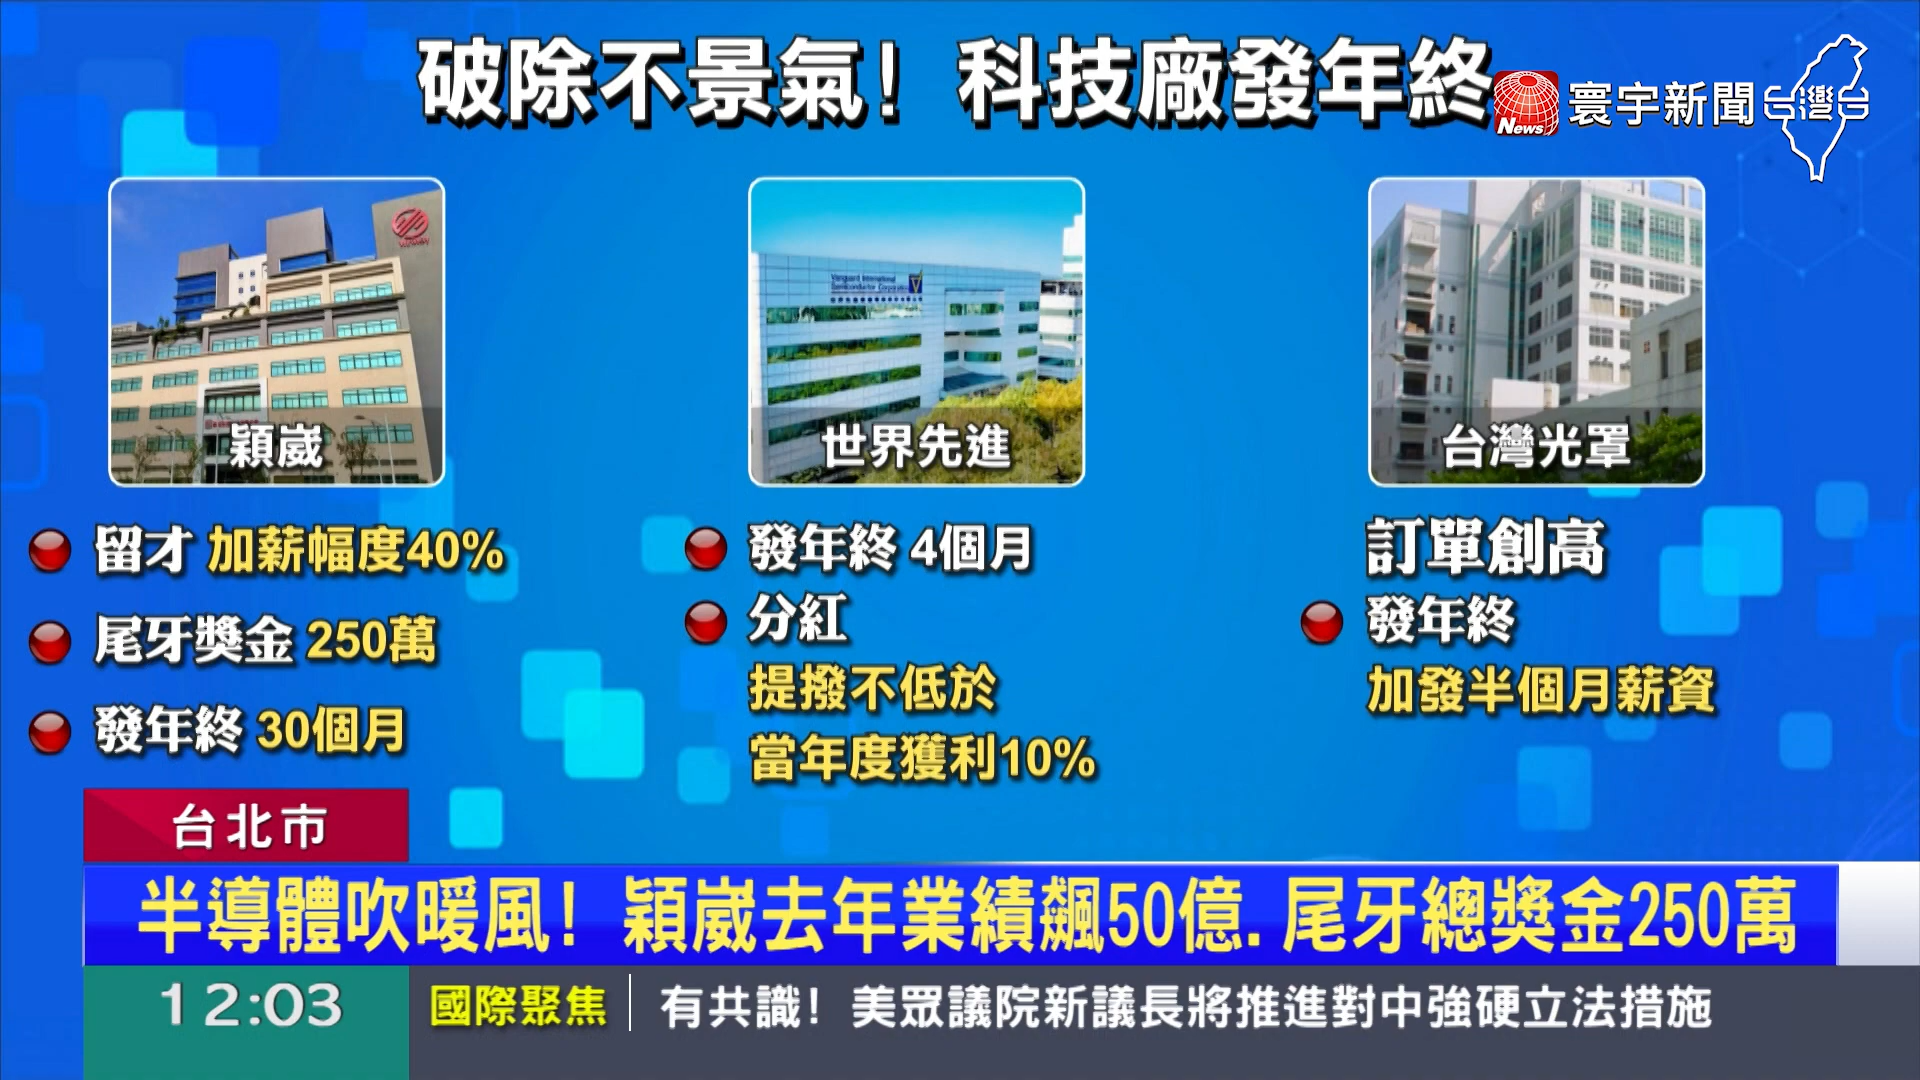 破除不景氣！ 科技廠發年終
News
寰宇新聞 台灣台
Vanguard International
Semiconductor Corporation
穎崴
世界先進
台灣光罩
留才 加薪幅度40%
尾牙獎金 250萬
發年終 30個月
發年終 4個月
分紅
提撥不低於
當年度獲利10%
訂單創高
發年終
加發半個月薪資
台北市
半導體吹暖風！ 穎崴去年業績飆50億.尾牙總獎金250萬
12:03
國際聚焦
有共識！ 美眾議院新議長將推進對中強硬立法措施